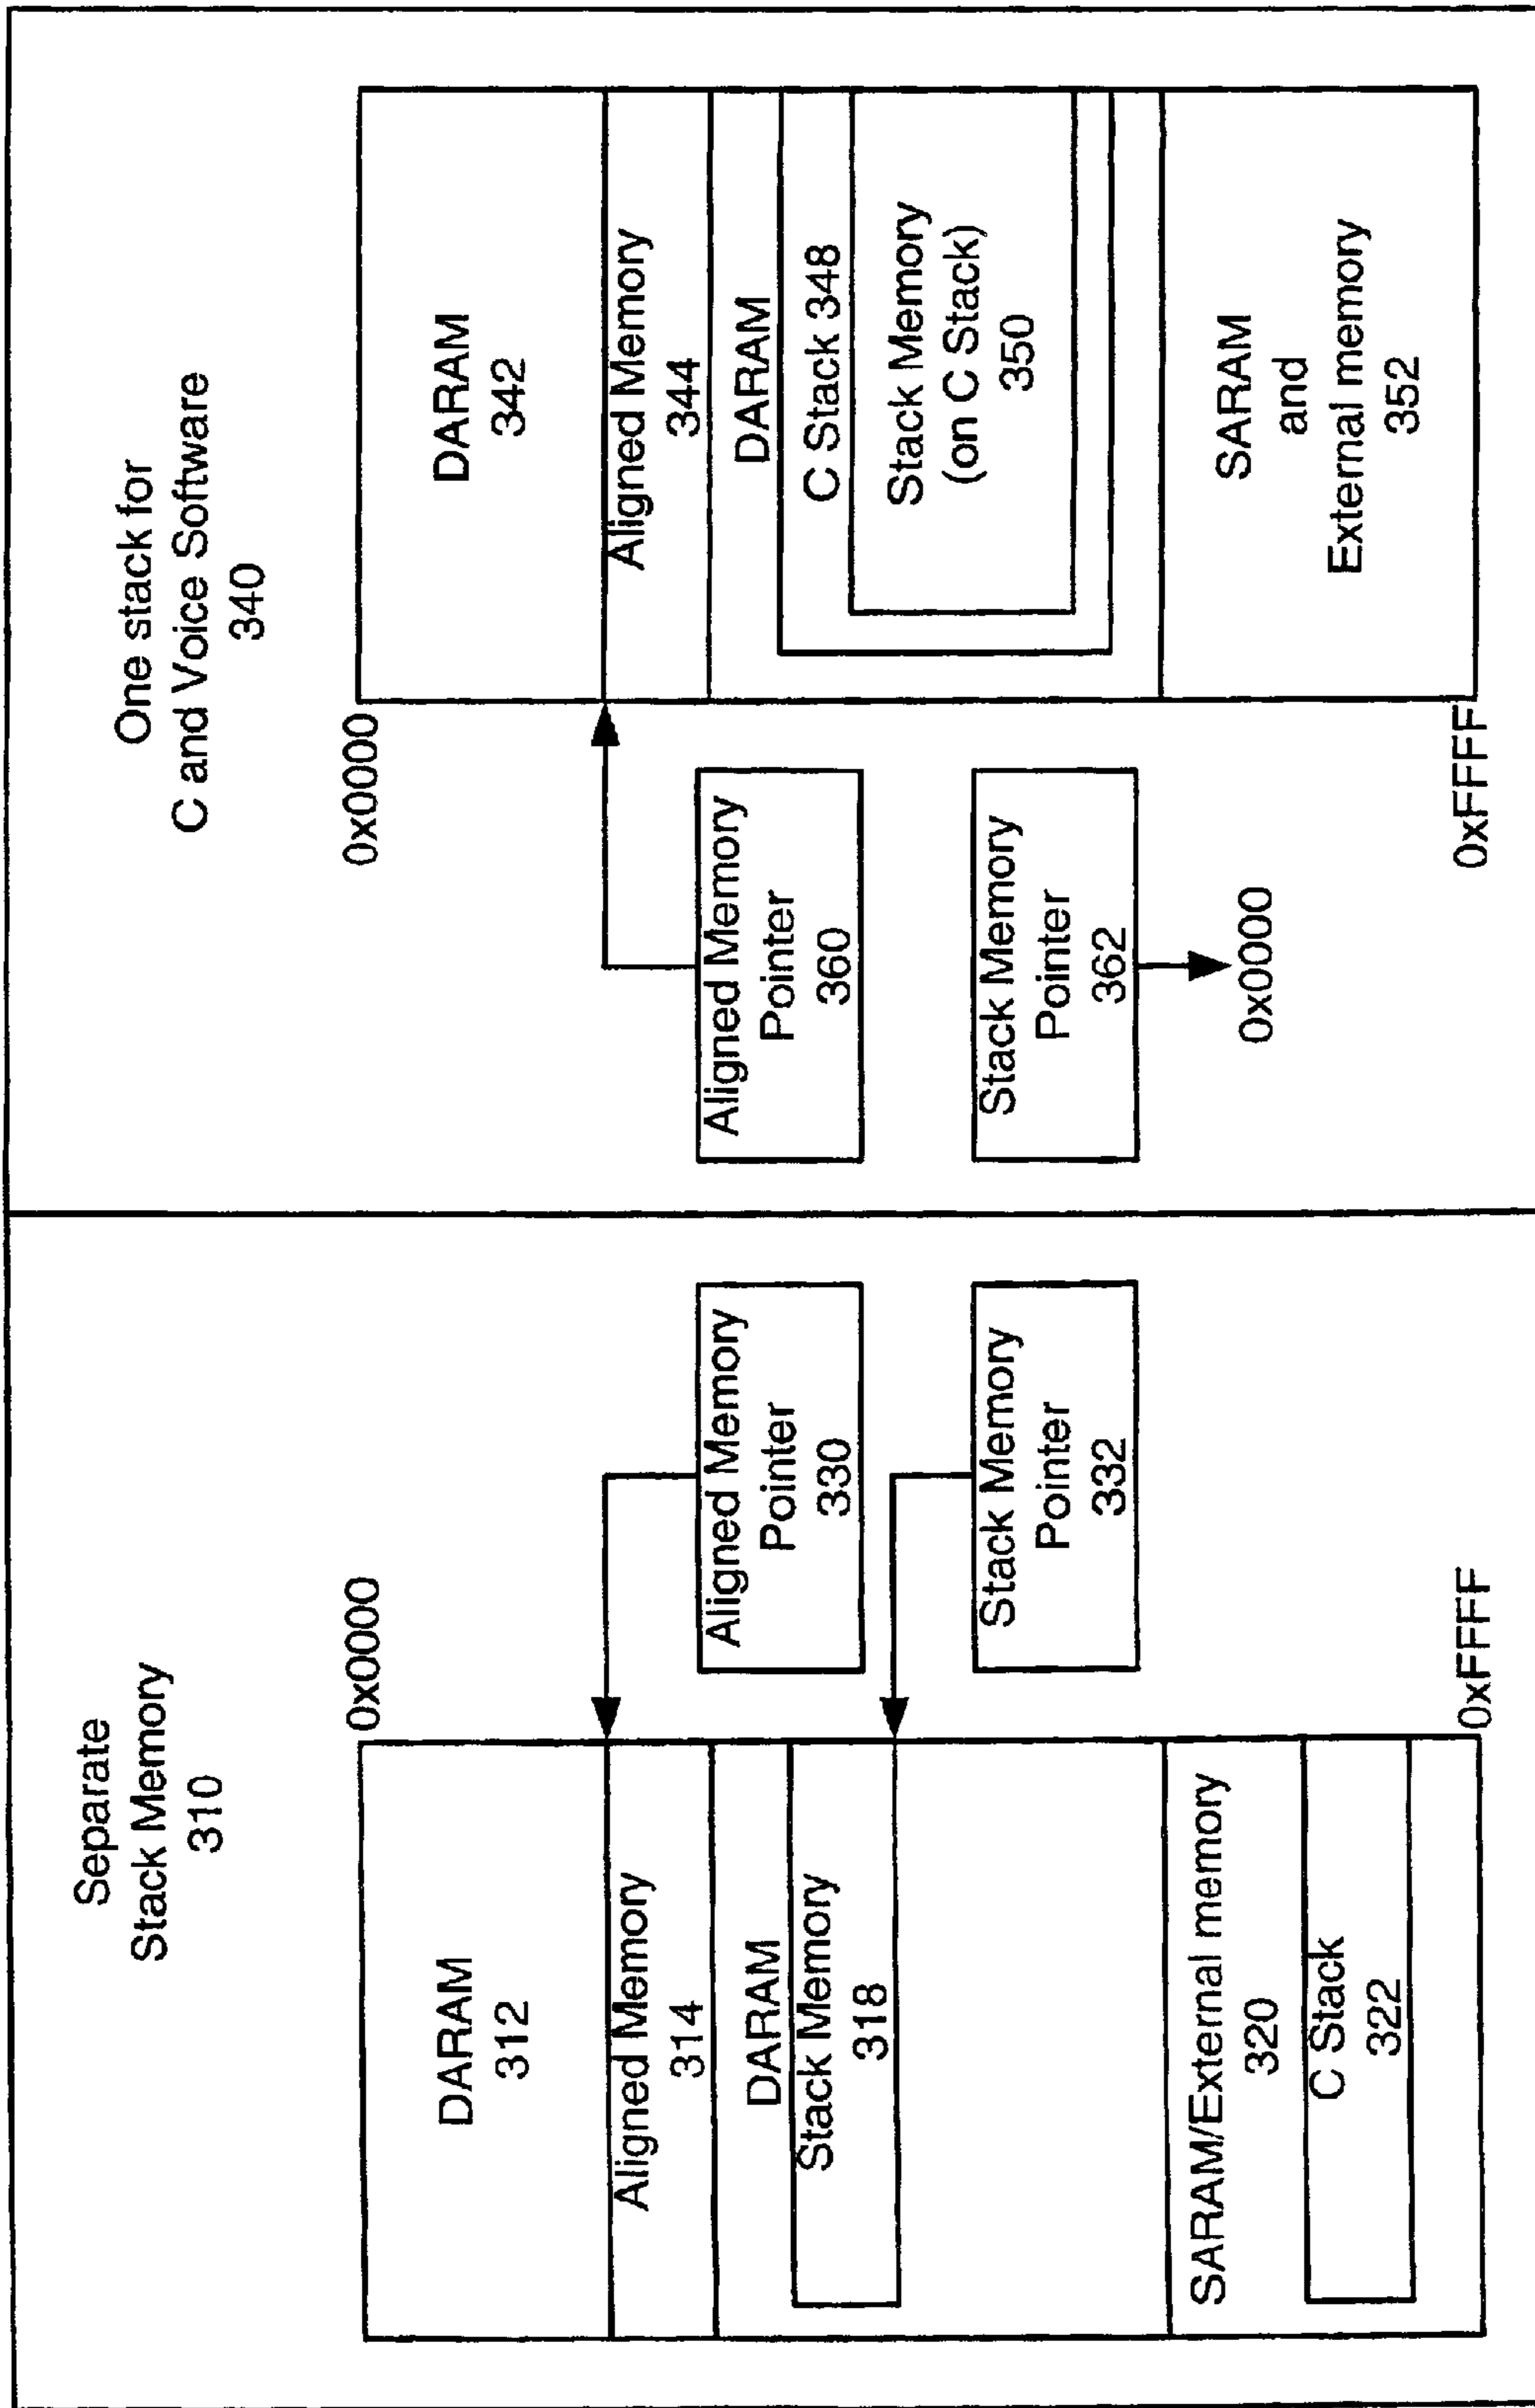 Separate
Stack Memory
310
0x0000
DARAM
312
Aligned Memory
314
DARAM
Stack Memory
318
SARAM/External memory
320
C Stack
322
0xFFFF
Aligned Memory
Pointer
330
Stack Memory
Pointer
332
One stack for
C and Voice Software
340
0x0000
Aligned Memory
Pointer
360
Stack Memory
Pointer
362
0x0000
0xFFFF
DARAM
342
Aligned Memory
344
DARAM
C Stack 348
Stack Memory
(on C Stack)
350
SARAM
and
External memory
352